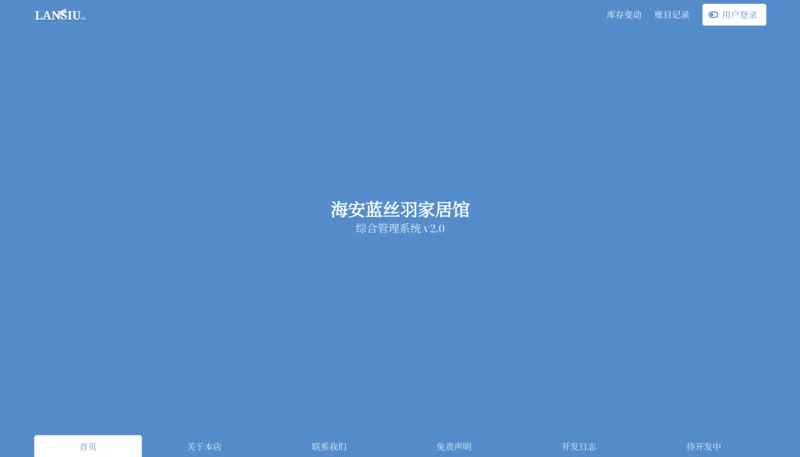 LANSIU
库存变动
账目记录
用户登录
海安蓝丝羽家居馆
综合管理系统 v2.0
首页
关于本店
联系我们
免责声明
开发日志
待开发中